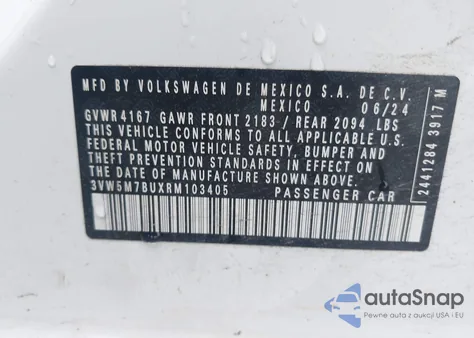 MFD BY VOLKSWAGEN DE MEXICO S.A. DE C.V.
MEXICO 06/24
GVWR 4167 GAWR FRONT 2183 / REAR 2094 LBS
THIS VEHICLE CONFORMS TO ALL APPLICABLE U.S.
FEDERAL MOTOR VEHICLE SAFETY, BUMPER, AND
THEFT PREVENTION STANDARDS IN EFFECT ON
THE DATE OF MANUFACTURE SHOWN ABOVE.
3VW5M7BUXRM103405 PASSENGER CAR
2441284 3917 M
autoSnap
Pewne auta z aukcji USA i EU